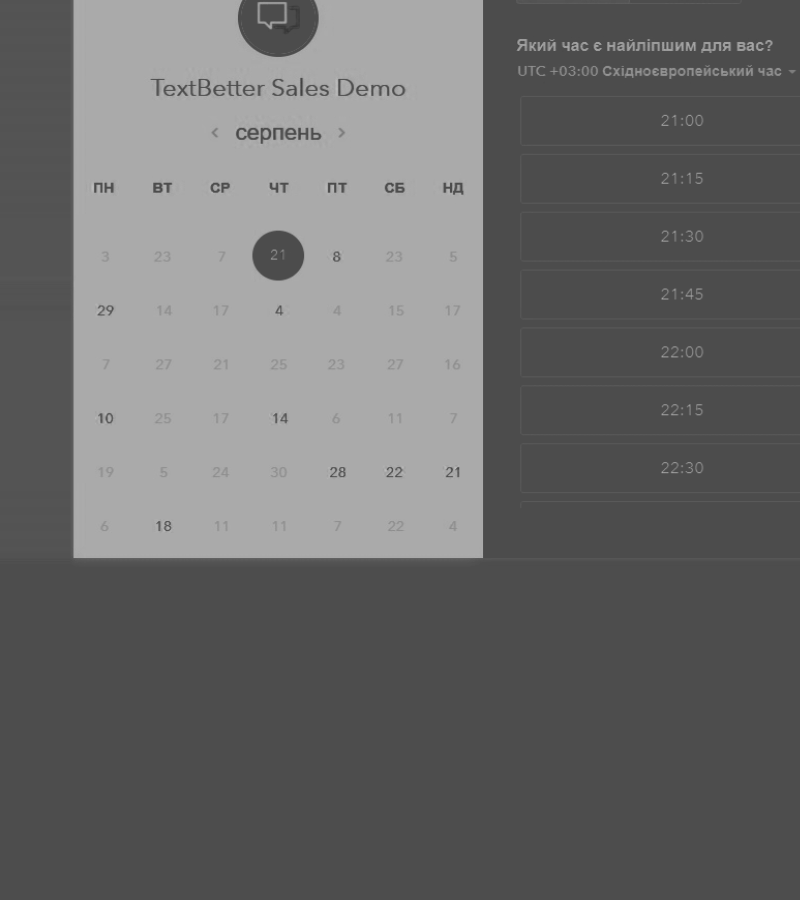 TextBetter Sales Demo
серпень
ПН ВТ СР ЧТ ПТ СБ НД
3 23 7 21 8 23 5
29 14 17 4 4 15 17
7 27 21 25 23 27 16
10 25 17 14 6 11 7
19 5 24 30 28 22 21
6 18 11 11 7 22 4
Який час є найліпшим для вас?
UTC +03:00 Східноєвропейський час
21:00
21:15
21:30
21:45
22:00
22:15
22:30